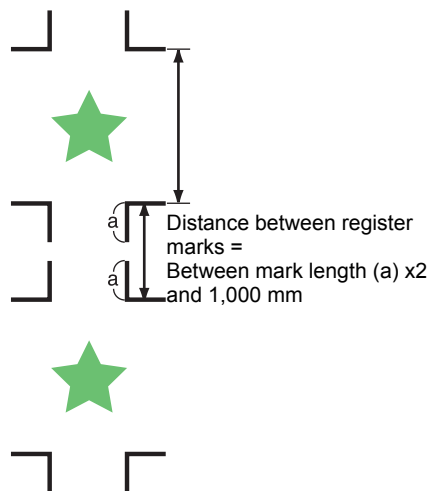 a
Distance between register
marks =
a
Between mark length (a) x2
and 1,000 mm